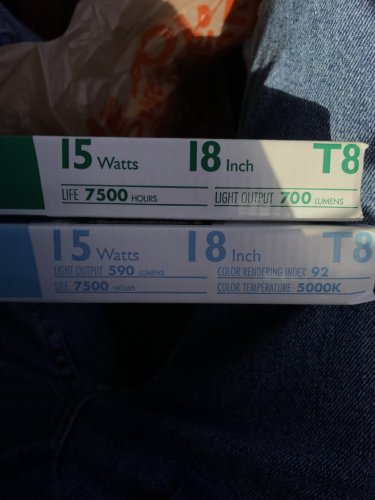 15 Watts 18 Inch T8
LIFE 7500 HOURS LIGHT OUTPUT 700 LUMENS
15 Watts 18 Inch T8
LIGHT OUTPUT 590 LUMENS COLOR RENDERING INDEX 92
LIFE 7500 HOURS COLOR TEMPERATURE 5000K